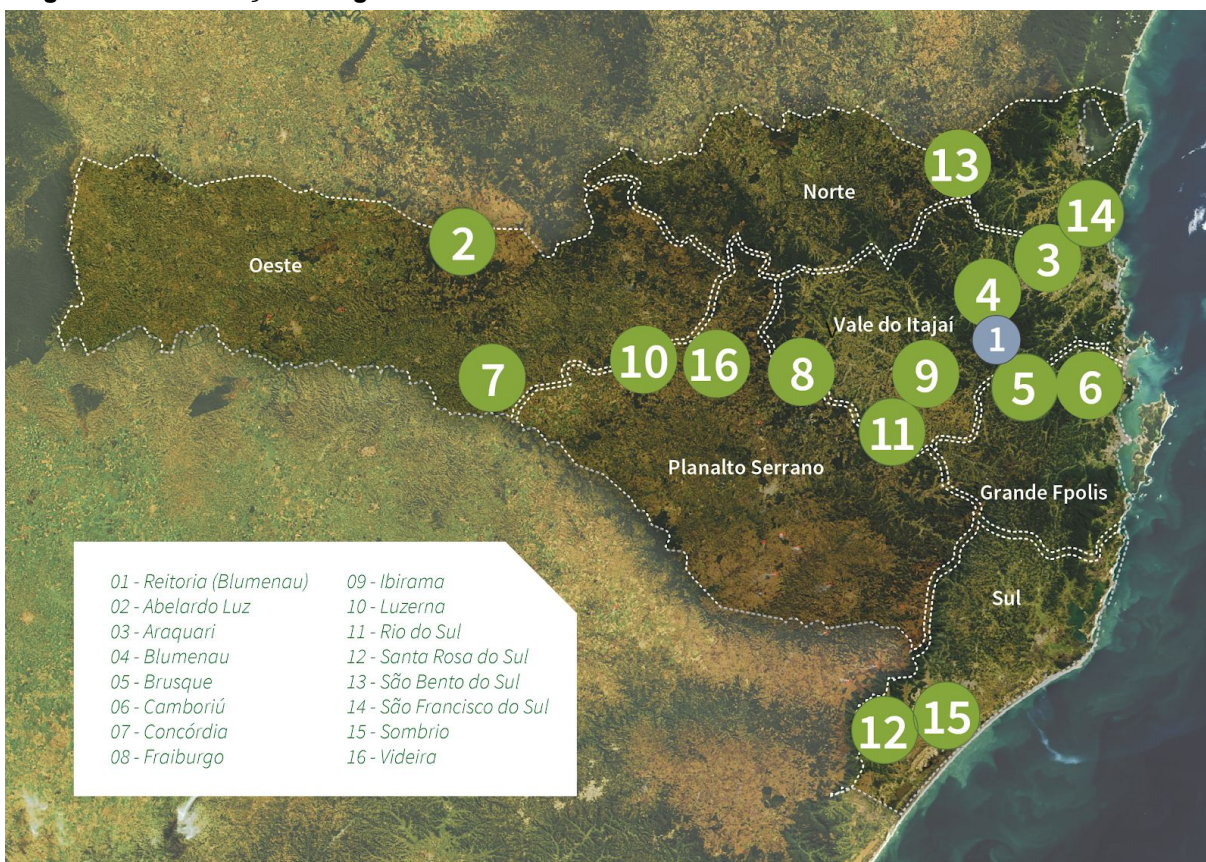 Norte
Oeste
Vale do Itajaí
Planalto Serrano
Grande Fpolis
Sul
13
14
2
3
4
1
10
16
8
9
7
5
6
11
12
15
01 - Reitoria (Blumenau)
02 - Abelardo Luz
03 - Araquari
04 - Blumenau
05 - Brusque
06 - Camboriú
07 - Concórdia
08 - Fraiburgo
09 - Ibirama
10 - Luzerna
11 - Rio do Sul
12 - Santa Rosa do Sul
13 - São Bento do Sul
14 - São Francisco do Sul
15 - Sombrio
16 - Videira